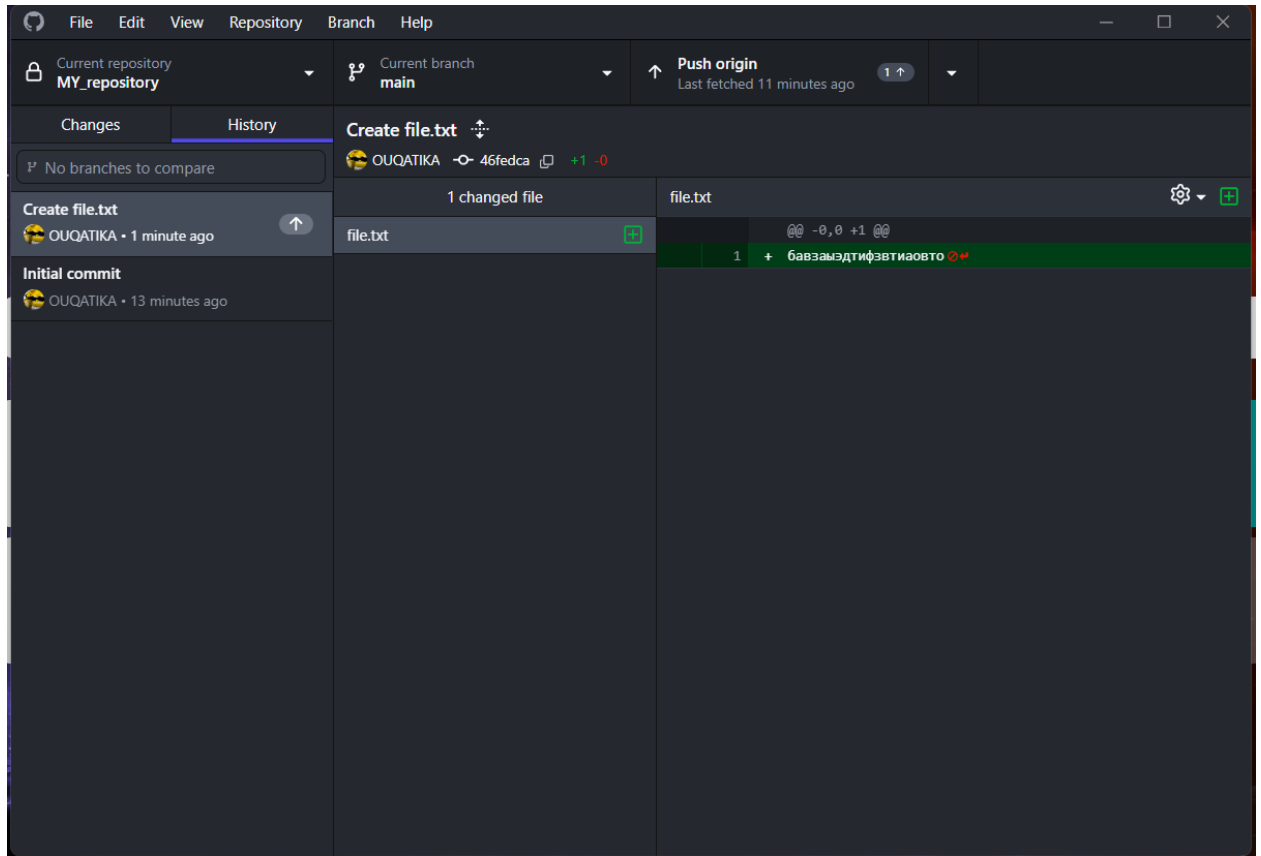 File Edit View Repository Branch Help
Current repository
MY_repository
Current branch
main
Push origin
Last fetched 11 minutes ago
1
Changes History
No branches to compare
Create file.txt
OUQATIKA • 1 minute ago
Initial commit
OUQATIKA • 13 minutes ago
Create file.txt
OUQATIKA 46fedca +1 -0
1 changed file
file.txt
file.txt
@@ -0,0 +1 @@
1 + бавзаыэдтифзвтиаовто